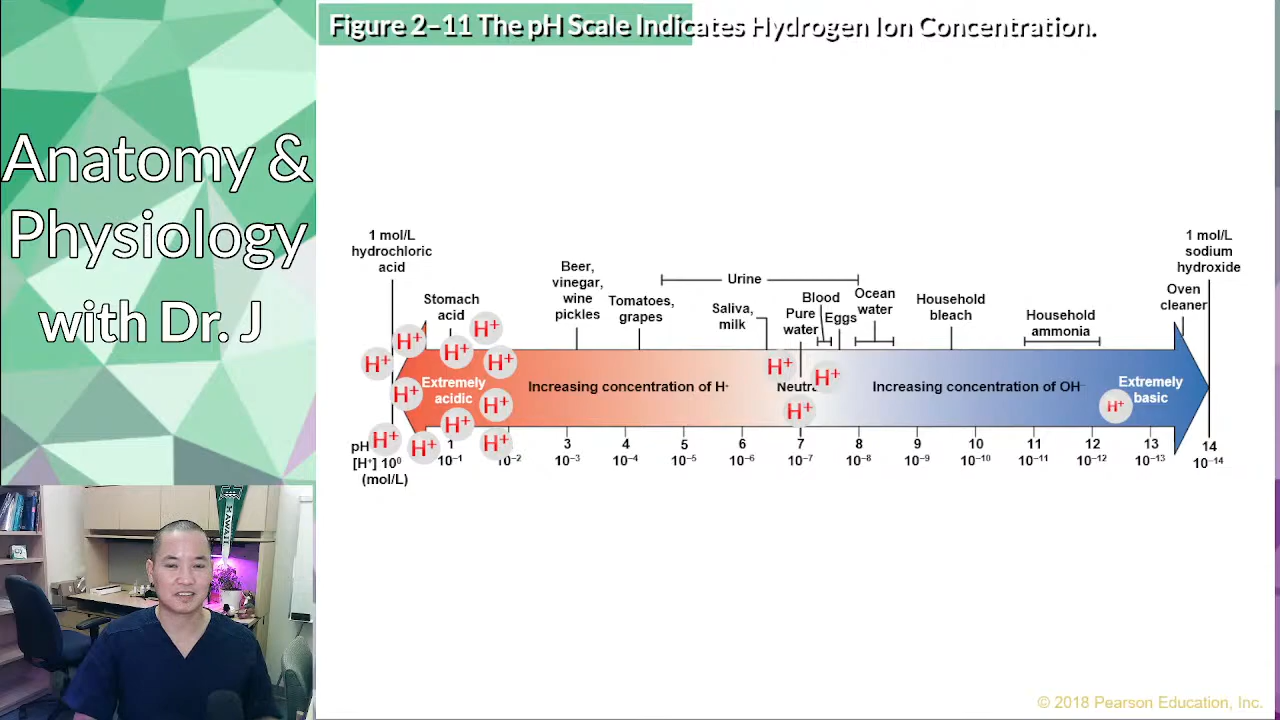 Figure 2–11 The pH Scale Indicates Hydrogen Ion Concentration.
Anatomy &
Physiology
with Dr. J
1 mol/L
hydrochloric
acid
Stomach
acid
Beer,
vinegar,
wine
pickles
Tomatoes,
grapes
Urine
Saliva,
milk
Pure
water
Blood
Eggs
Ocean
water
Household
bleach
Household
ammonia
Oven
cleaner
1 mol/L
sodium
hydroxide
H⁺
H⁺
H⁺
H⁺
H⁺
H⁺
H⁺
H⁺
H⁺
H⁺
H⁺
Extremely
acidic
Increasing concentration of H⁺
H⁺
H⁺
H⁺
Increasing concentration of OH⁻
Extremely
basic
H⁺
pH 1 3 4 5 6 7 8 9 10 11 12 13 14
[H⁺] 10⁰ 10⁻¹ 10⁻² 10⁻³ 10⁻⁴ 10⁻⁵ 10⁻⁶ 10⁻⁷ 10⁻⁸ 10⁻⁹ 10⁻¹⁰ 10⁻¹¹ 10⁻¹² 10⁻¹³ 10⁻¹⁴
(mol/L)
HAWAII
© 2018 Pearson Education, Inc.